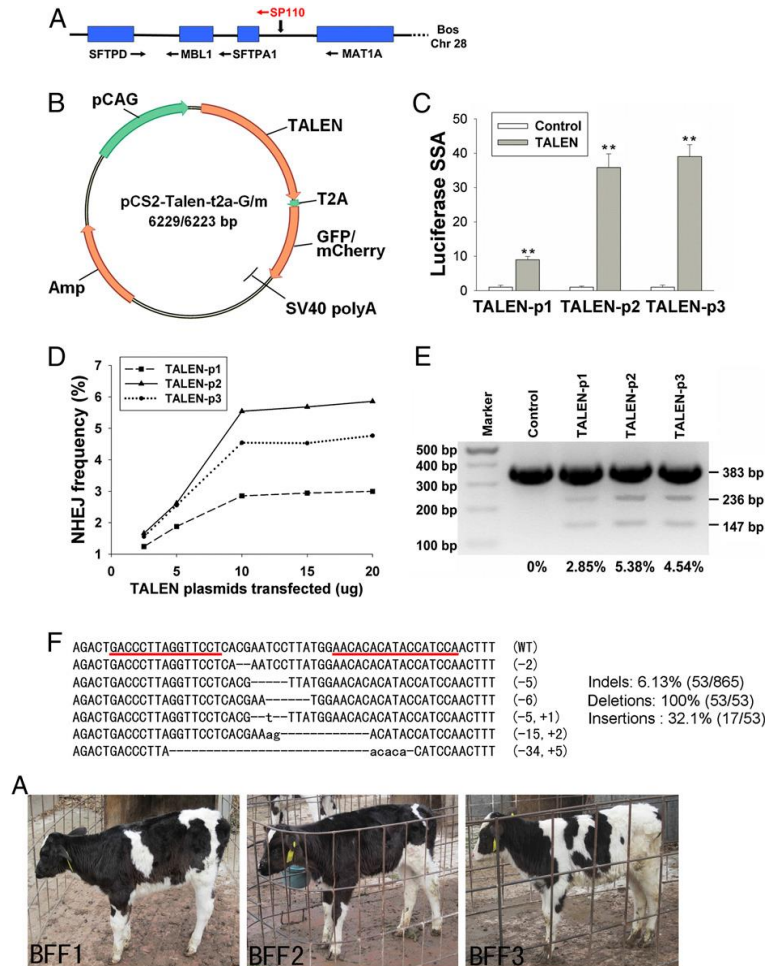 A
SP110
Bos
Chr 28
SFTPD
MBL1
SFTPA1
MAT1A
B
pCAG
TALEN
pCS2-Talen-t2a-G/m
6229/6223 bp
T2A
GFP/
mCherry
Amp
SV40 polyA
C
Control
TALEN
Luciferase SSA
50
40
30
20
10
0
**
**
**
TALEN-p1 TALEN-p2 TALEN-p3
D
TALEN-p1
TALEN-p2
TALEN-p3
NHEJ frequency (%)
7
6
5
4
3
2
1
0 5 10 15 20
TALEN plasmids transfected (ug)
E
Marker
Control
TALEN-p1
TALEN-p2
TALEN-p3
500 bp
400 bp
300 bp
200 bp
100 bp
383 bp
236 bp
147 bp
0% 2.85% 5.38% 4.54%
F
AGACTGACCCTTAGGTTCCTCACGAATCCTTATGGAACACACATACCATCCAACTTT (WT)
AGACTGACCCTTAGGTTCCTCA--AATCCTTATGGAACACACATACCATCCAACTTT (-2)
AGACTGACCCTTAGGTTCCTCACG-----TTATGGAACACACATACCATCCAACTTT (-5)
AGACTGACCCTTAGGTTCCTCACGAA------TGGAACACACATACCATCCAACTTT (-6)
AGACTGACCCTTAGGTTCCTCACG--t--TTATGGAACACACATACCATCCAACTTT (-5, +1)
AGACTGACCCTTAGGTTCCTCACGAAag------------ACATACCATCCAACTTT (-15, +2)
AGACTGACCCTTA---------------------------acaca-CATCCAACTTT (-34, +5)
Indels: 6.13% (53/865)
Deletions: 100% (53/53)
Insertions : 32.1% (17/53)
A
BFF1
BFF2
BFF3